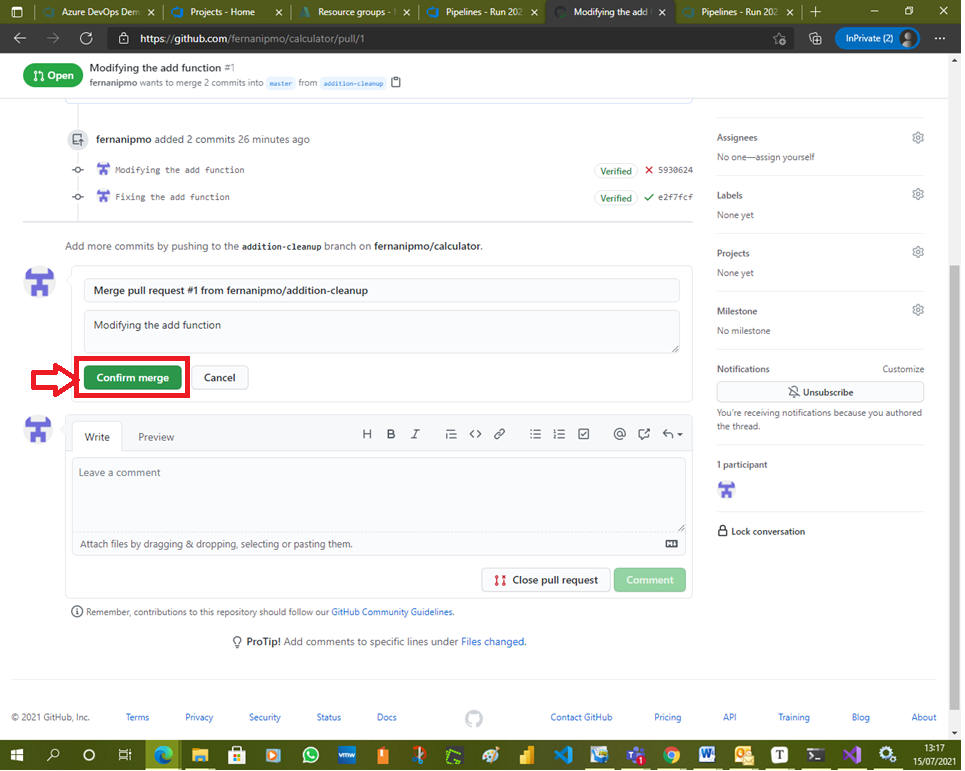 Azure DevOps Dem
Projects - Home
Resource groups -
Pipelines - Run 202
Modifying the add
Pipelines - Run 202
https://github.com/fernanipmo/calculator/pull/1
InPrivate (2)
Open
Modifying the add function #1
fernanipmo wants to merge 2 commits into master from addition-cleanup
fernanipmo added 2 commits 26 minutes ago
Modifying the add function
Verified
5930624
Fixing the add function
Verified
e2f7fcf
Add more commits by pushing to the addition-cleanup branch on fernanipmo/calculator.
Merge pull request #1 from fernanipmo/addition-cleanup
Modifying the add function
Confirm merge
Cancel
Write
Preview
Leave a comment
Attach files by dragging & dropping, selecting or pasting them.
Close pull request
Comment
Remember, contributions to this repository should follow our GitHub Community Guidelines.
ProTip! Add comments to specific lines under Files changed.
Assignees
No one—assign yourself
Labels
None yet
Projects
None yet
Milestone
No milestone
Notifications
Customize
Unsubscribe
You're receiving notifications because you authored
the thread.
1 participant
Lock conversation
© 2021 GitHub, Inc.
Terms
Privacy
Security
Status
Docs
Contact GitHub
Pricing
API
Training
Blog
About
13:17
15/07/2021